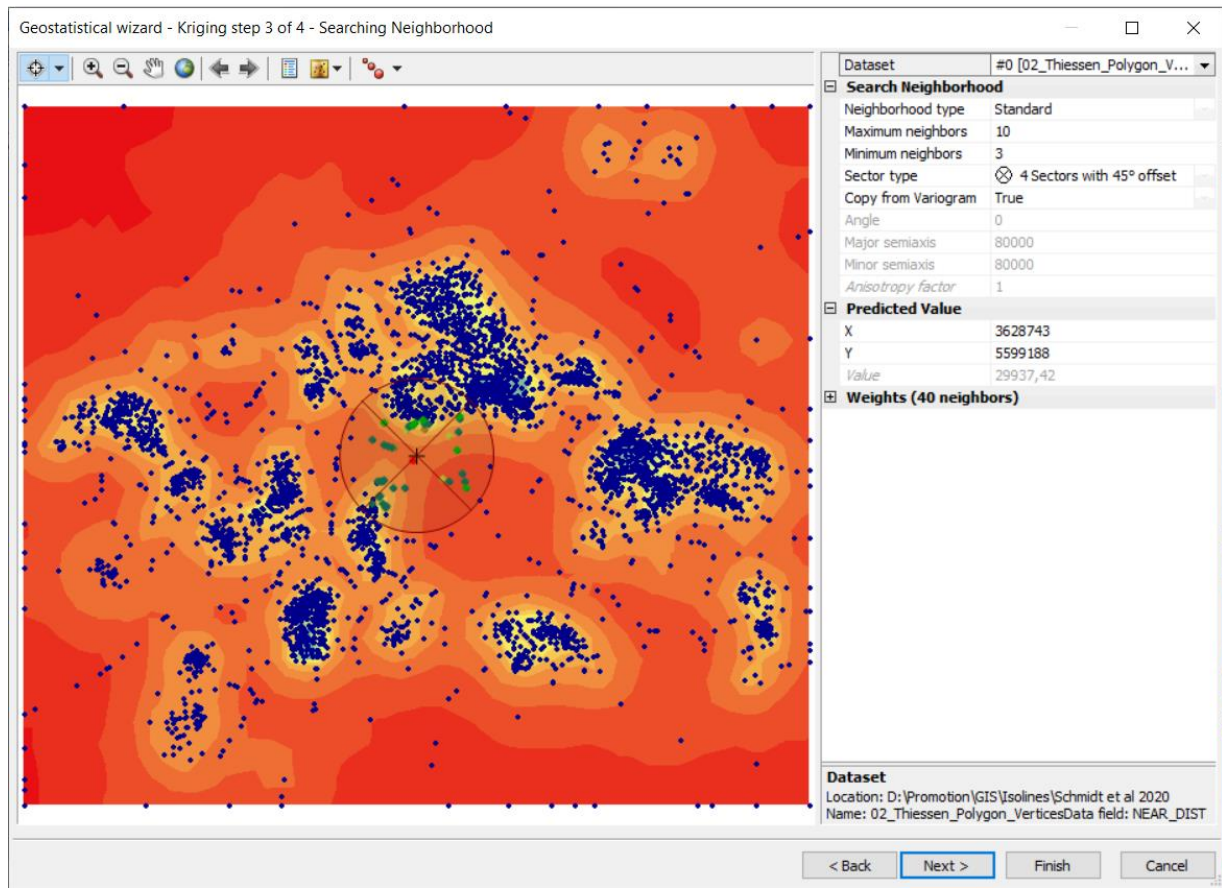 Geostatistical wizard - Kriging step 3 of 4 - Searching Neighborhood
Dataset #0 [02_Thiessen_Polygon_V...
Search Neighborhood
Neighborhood type Standard
Maximum neighbors 10
Minimum neighbors 3
Sector type 4 Sectors with 45° offset
Copy from Variogram True
Angle 0
Major semiaxis 80000
Minor semiaxis 80000
Anisotropy factor 1
Predicted Value
X 3628743
Y 5599188
Value 29937,42
Weights (40 neighbors)
Dataset
Location: D:\Promotion\GIS\Isolines\Schmidt et al 2020
Name: 02_Thiessen_Polygon_VerticesData field: NEAR_DIST
< Back Next > Finish Cancel